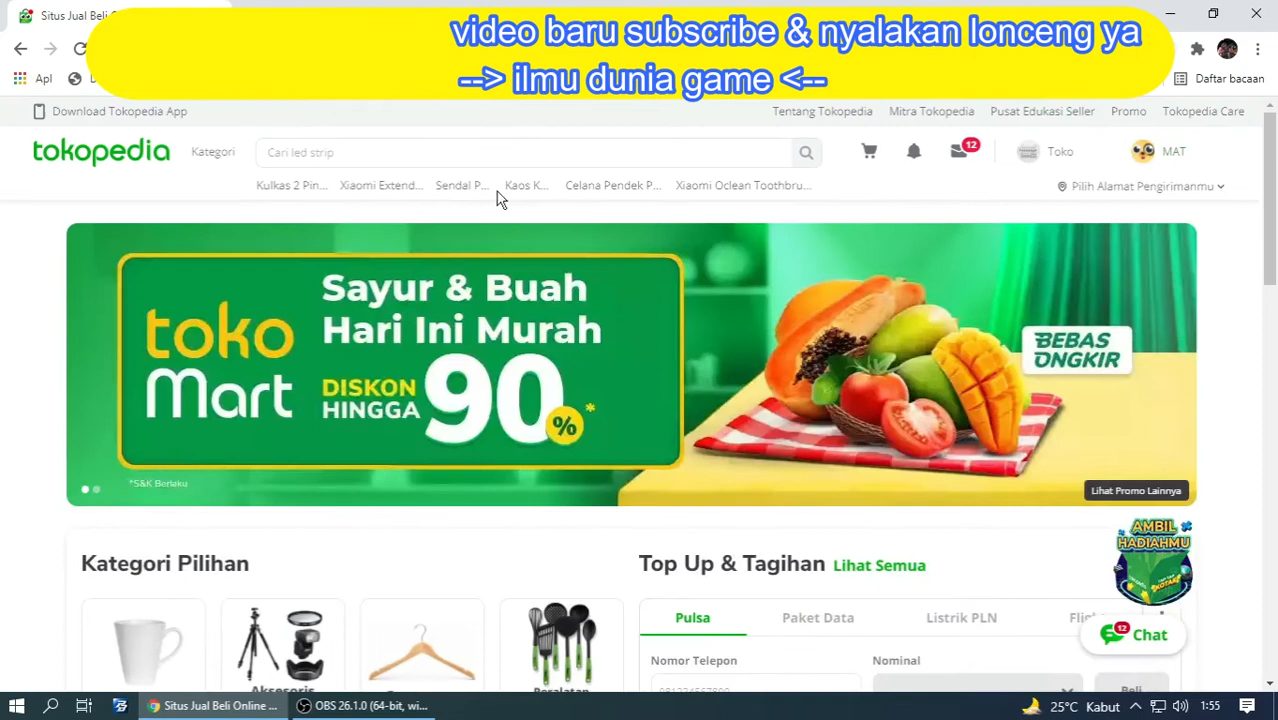 Situs Jual Beli
video baru subscribe & nyalakan lonceng ya
--> ilmu dunia game <--
Apl
Daftar bacaan
Download Tokopedia App
Tentang Tokopedia
Mitra Tokopedia
Pusat Edukasi Seller
Promo
Tokopedia Care
tokopedia
Kategori
Cari led strip
12
Toko
MAT
Kulkas 2 Pin...
Xiaomi Extend...
Sendal P...
Kaos K...
Celana Pendek P...
Xiaomi Oclean Toothbru...
Pilih Alamat Pengirimanmu
toko
Mart
Sayur & Buah
Hari Ini Murah
DISKON
HINGGA
90
%*
*S&K Berlaku
BEBAS
ONGKIR
Lihat Promo Lainnya
AMBIL
HADIAHMU
Kategori Pilihan
Top Up & Tagihan
Lihat Semua
Pulsa
Paket Data
Listrik PLN
12
Chat
Nomor Telepon
Nominal
Aksesoris
Peralatan
Beli
Situs Jual Beli Online ...
OBS 26.1.0 (64-bit, wi...
25°C Kabut
1:55